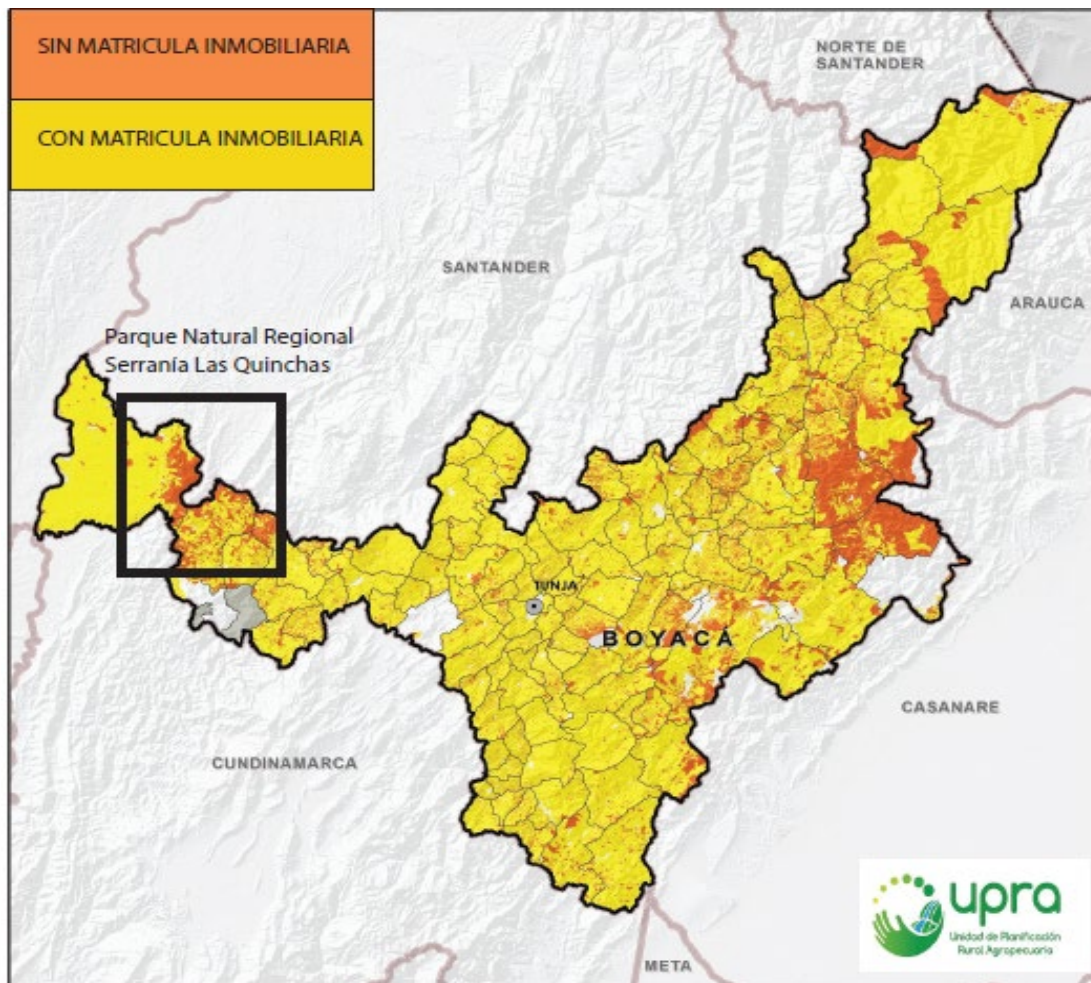 SIN MATRICULA INMOBILIARIA
CON MATRICULA INMOBILIARIA
NORTE DE
SANTANDER
SANTANDER
ARAUCA
Parque Natural Regional
Serranía Las Quinchas
TUNJA
BOYACÁ
CASANARE
CUNDINAMARCA
META
upra
Unidad de Planificación
Rural Agropecuaria